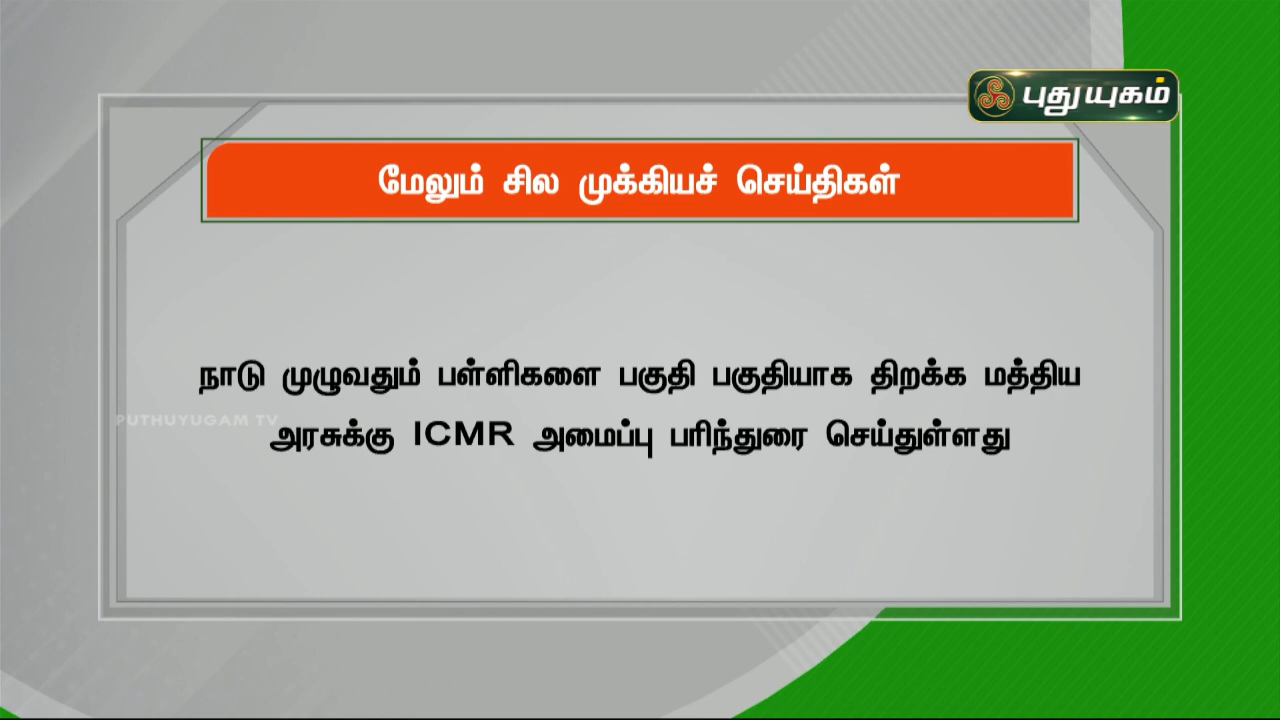 புதுயுகம்
மேலும் சில முக்கியச் செய்திகள்
நாடு முழுவதும் பள்ளிகளை பகுதி பகுதியாக திறக்க மத்திய
PUTHUYUGAM TV
அரசுக்கு ICMR அமைப்பு பரிந்துரை செய்துள்ளது